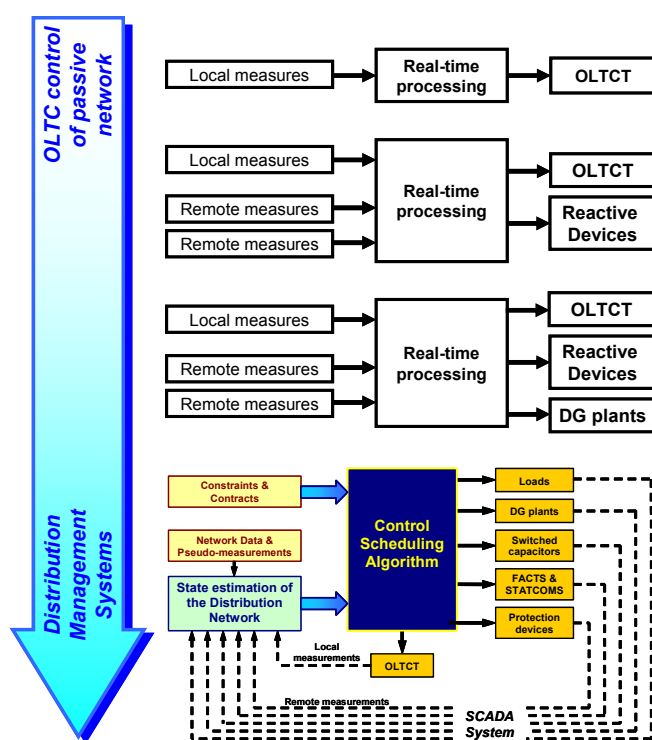 OLTC control
of passive
network
Local measures
Real-time
processing
OLTCT
Local measures
Remote measures
Remote measures
Real-time
processing
OLTCT
Reactive
Devices
Local measures
Remote measures
Remote measures
Real-time
processing
OLTCT
Reactive
Devices
DG plants
Distribution
Management
Systems
Constraints &
Contracts
Network Data &
Pseudo-measurements
State estimation of
the Distribution
Network
Control
Scheduling
Algorithm
Loads
DG plants
Switched
capacitors
FACTS &
STATCOMS
Protection
devices
Local
measurements
OLTCT
Remote measurements
SCADA
System